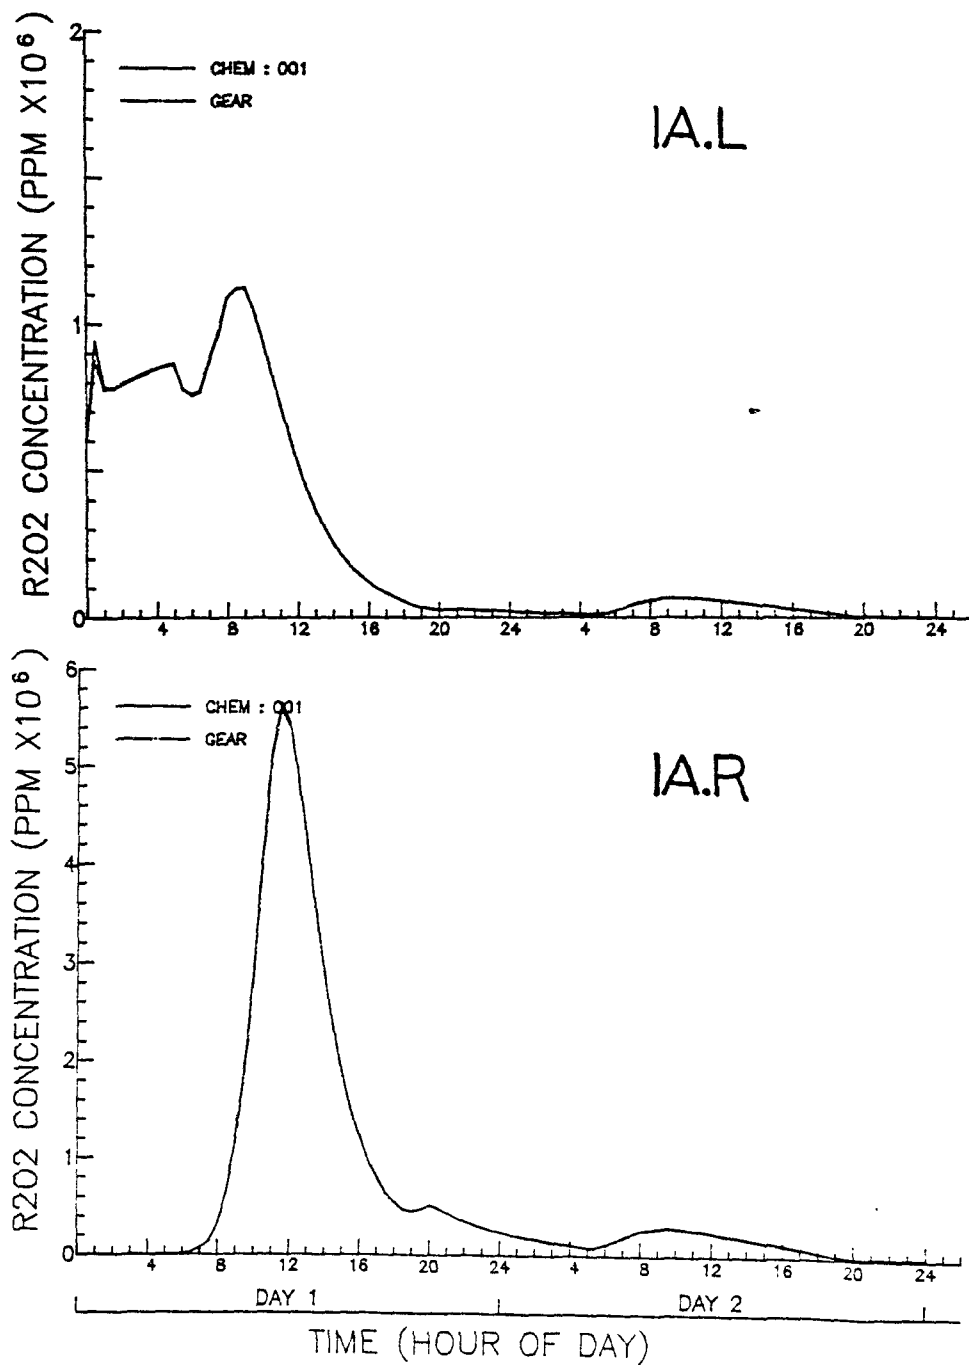 R2O2 CONCENTRATION (PPM X10⁶)
2
CHEM : 001
GEAR
1A.L
1
0
4 8 12 16 20 24 4 8 12 16 20 24
R2O2 CONCENTRATION (PPM X10⁶)
6
CHEM : 001
GEAR
1A.R
5
4
3
2
1
0
4 8 12 16 20 24 4 8 12 16 20 24
DAY 1 DAY 2
TIME (HOUR OF DAY)